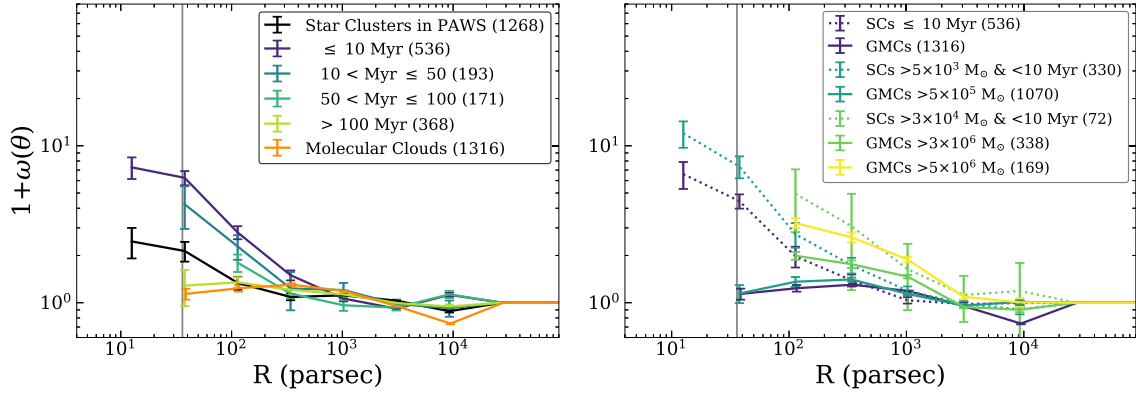 1+ω(θ)
10¹
10⁰
Star Clusters in PAWS (1268)
≤ 10 Myr (536)
10 < Myr ≤ 50 (193)
50 < Myr ≤ 100 (171)
> 100 Myr (368)
Molecular Clouds (1316)
10¹ 10² 10³ 10⁴
R (parsec)
10¹
10⁰
SCs ≤ 10 Myr (536)
GMCs (1316)
SCs >5×10³ M☉ & <10 Myr (330)
GMCs >5×10⁵ M☉ (1070)
SCs >3×10⁴ M☉ & <10 Myr (72)
GMCs >3×10⁶ M☉ (338)
GMCs >5×10⁶ M☉ (169)
10¹ 10² 10³ 10⁴
R (parsec)